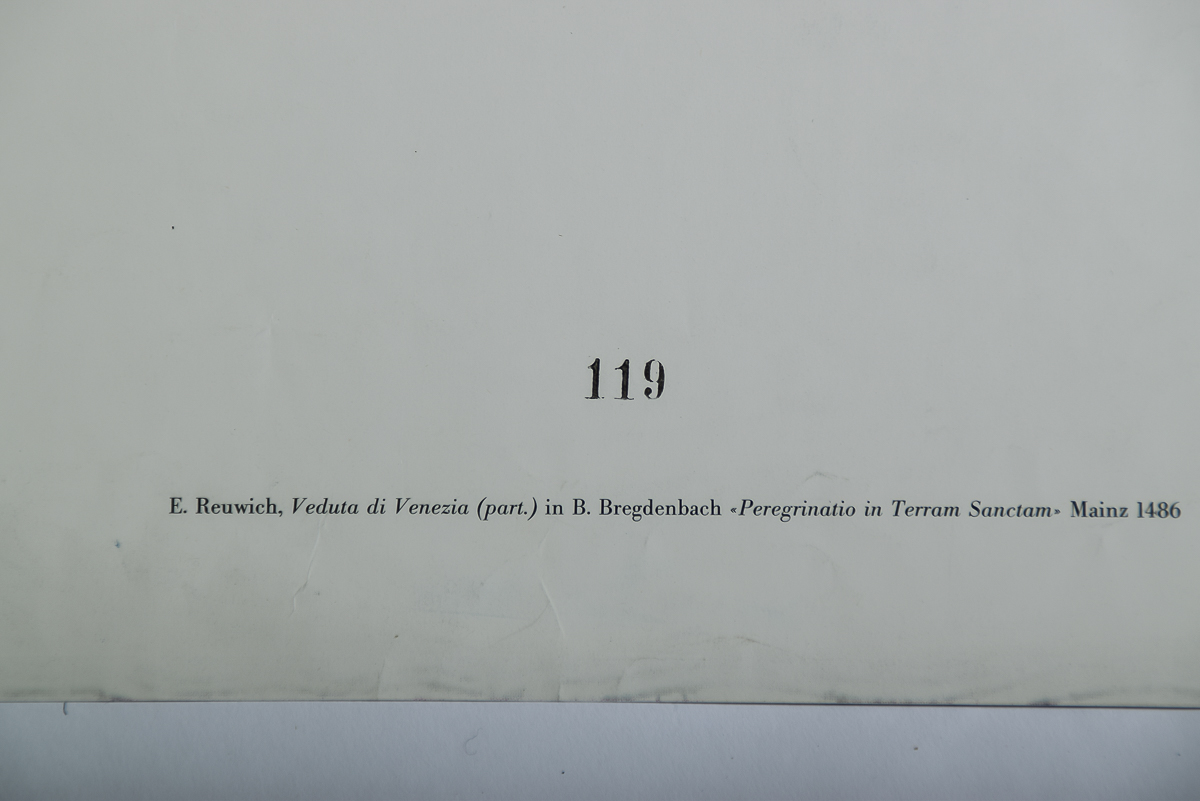 119
E. Reuwich, Veduta di Venezia (part.) in B. Bregdenbach «Peregrinatio in Terram Sanctam» Mainz 1486